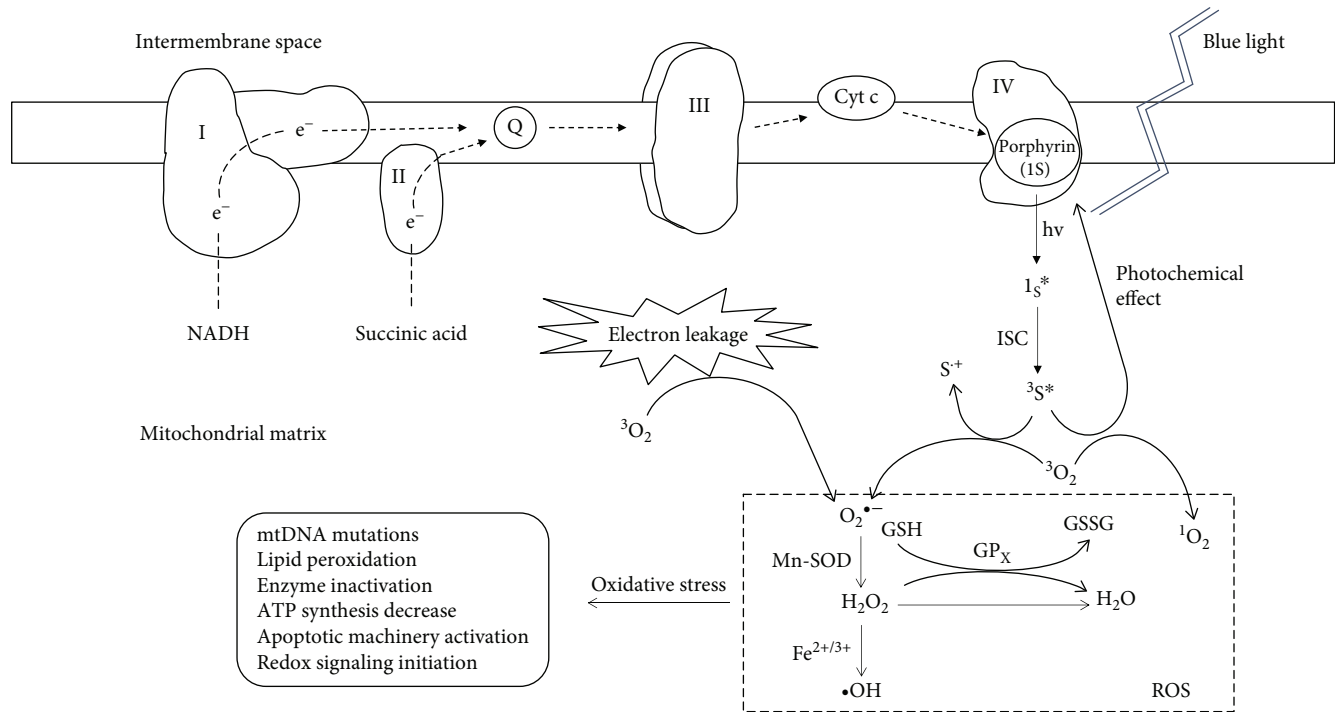 Intermembrane space
Blue light
I
e⁻
Q
III
Cyt c
IV
Porphyrin
(1S)
II
e⁻
e⁻
hv
Photochemical
effect
1S*
NADH
Succinic acid
Electron leakage
ISC
S·+
³S*
³O₂
Mitochondrial matrix
³O₂
O₂•−
GSH
GSSG
¹O₂
mtDNA mutations
Lipid peroxidation
Enzyme inactivation
ATP synthesis decrease
Apoptotic machinery activation
Redox signaling initiation
Oxidative stress
Mn-SOD
GPX
H₂O₂
H₂O
Fe²⁺/³⁺
•OH
ROS